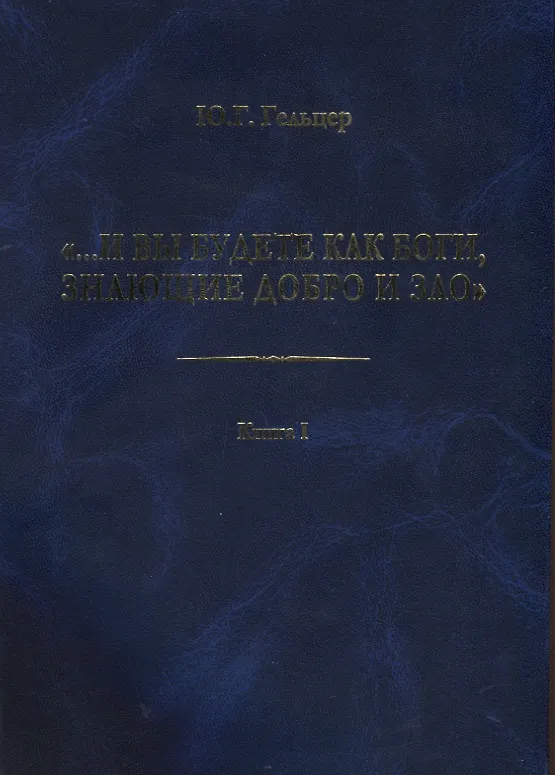 Ю.Г. Гельцер
«...И ВЫ БУДЕТЕ КАК БОГИ,
ЗНАЮЩИЕ ДОБРО И ЗЛО»
Книга I